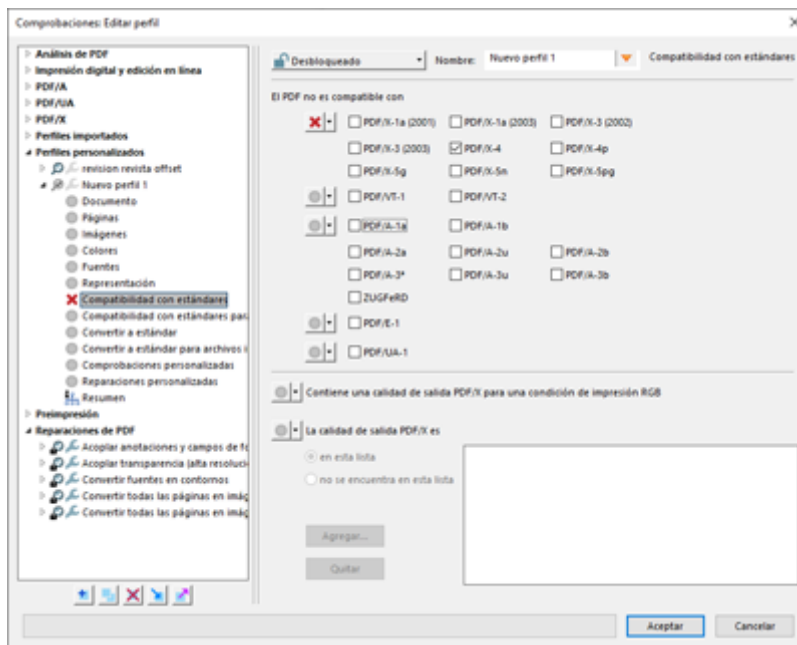 Comprobaciones: Editar perfil
Análisis de PDF
Impresión digital y edición en línea
PDF/A
PDF/UA
PDF/X
Perfiles importados
Perfiles personalizados
revision revista offset
Nuevo perfil 1
Documento
Páginas
Imágenes
Colores
Fuentes
Representación
Compatibilidad con estándares
Compatibilidad con estándares par
Convertir a estándar
Convertir a estándar para archivos i
Comprobaciones personalizadas
Reparaciones personalizadas
Resumen
Preimpresión
Reparaciones de PDF
Acoplar anotaciones y campos de fo
Acoplar transparencia (alta resoluci
Convertir fuentes en contornos
Convertir todas las páginas en imág
Convertir todas las páginas en imág
Desbloqueado Nombre: Nuevo perfil 1 Compatibilidad con estándares
El PDF no es compatible con
PDF/X-1a (2001) PDF/X-1a (2003) PDF/X-3 (2002)
PDF/X-3 (2003) PDF/X-4 PDF/X-4p
PDF/X-5g PDF/X-5n PDF/X-5pg
PDF/VT-1 PDF/VT-2
PDF/A-1a PDF/A-1b
PDF/A-2a PDF/A-2u PDF/A-2b
PDF/A-3* PDF/A-3u PDF/A-3b
ZUGFeRD
PDF/E-1
PDF/UA-1
Contiene una calidad de salida PDF/X para una condición de impresión RGB
La calidad de salida PDF/X es
en esta lista
no se encuentra en esta lista
Agregar...
Quitar
Aceptar Cancelar